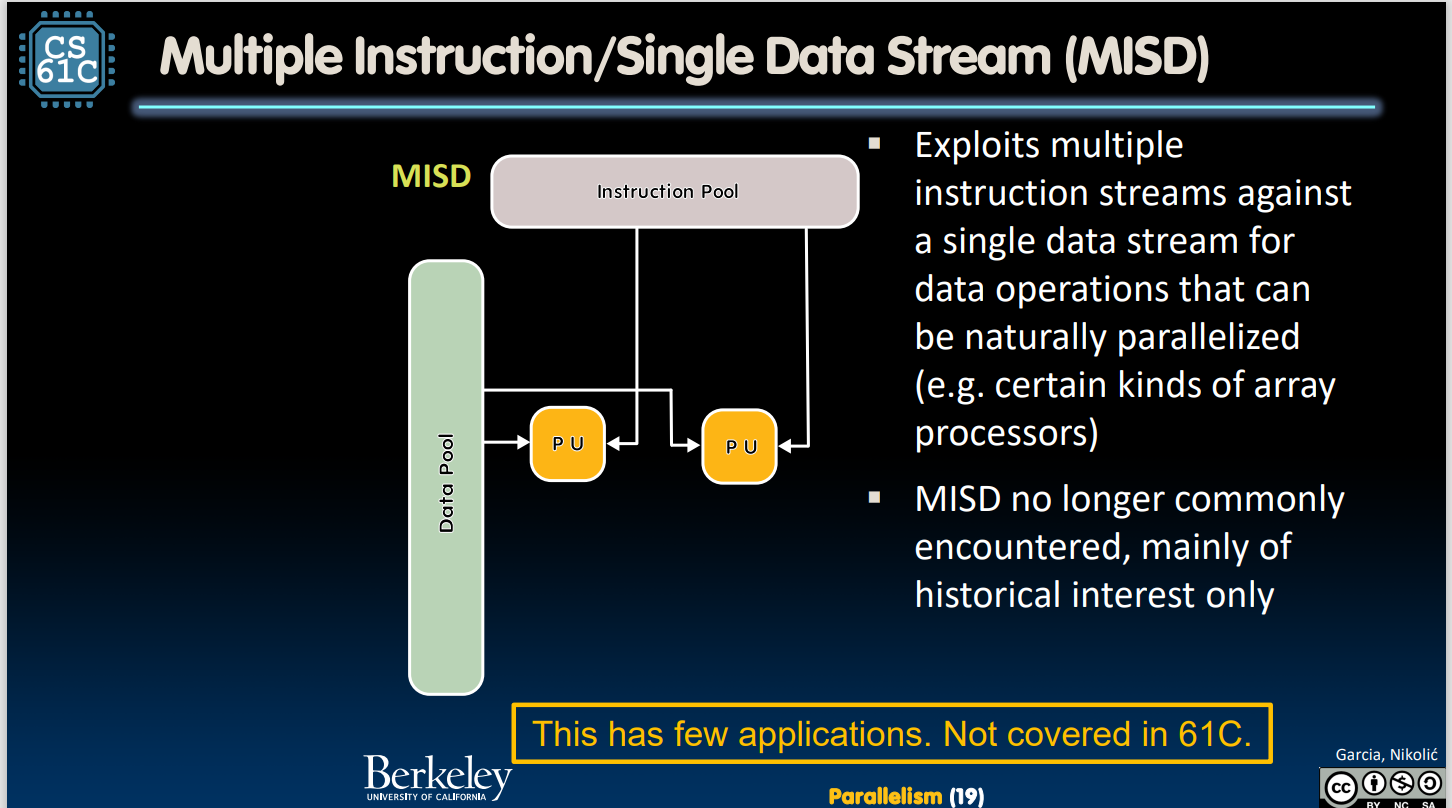 CS
61C
Multiple Instruction/Single Data Stream (MISD)
MISD
Instruction Pool
Data Pool
P U
P U
▪ Exploits multiple
instruction streams against
a single data stream for
data operations that can
be naturally parallelized
(e.g. certain kinds of array
processors)
▪ MISD no longer commonly
encountered, mainly of
historical interest only
This has few applications. Not covered in 61C.
Berkeley
UNIVERSITY OF CALIFORNIA
Parallelism (19)
Garcia, Nikolić
cc
BY NC SA